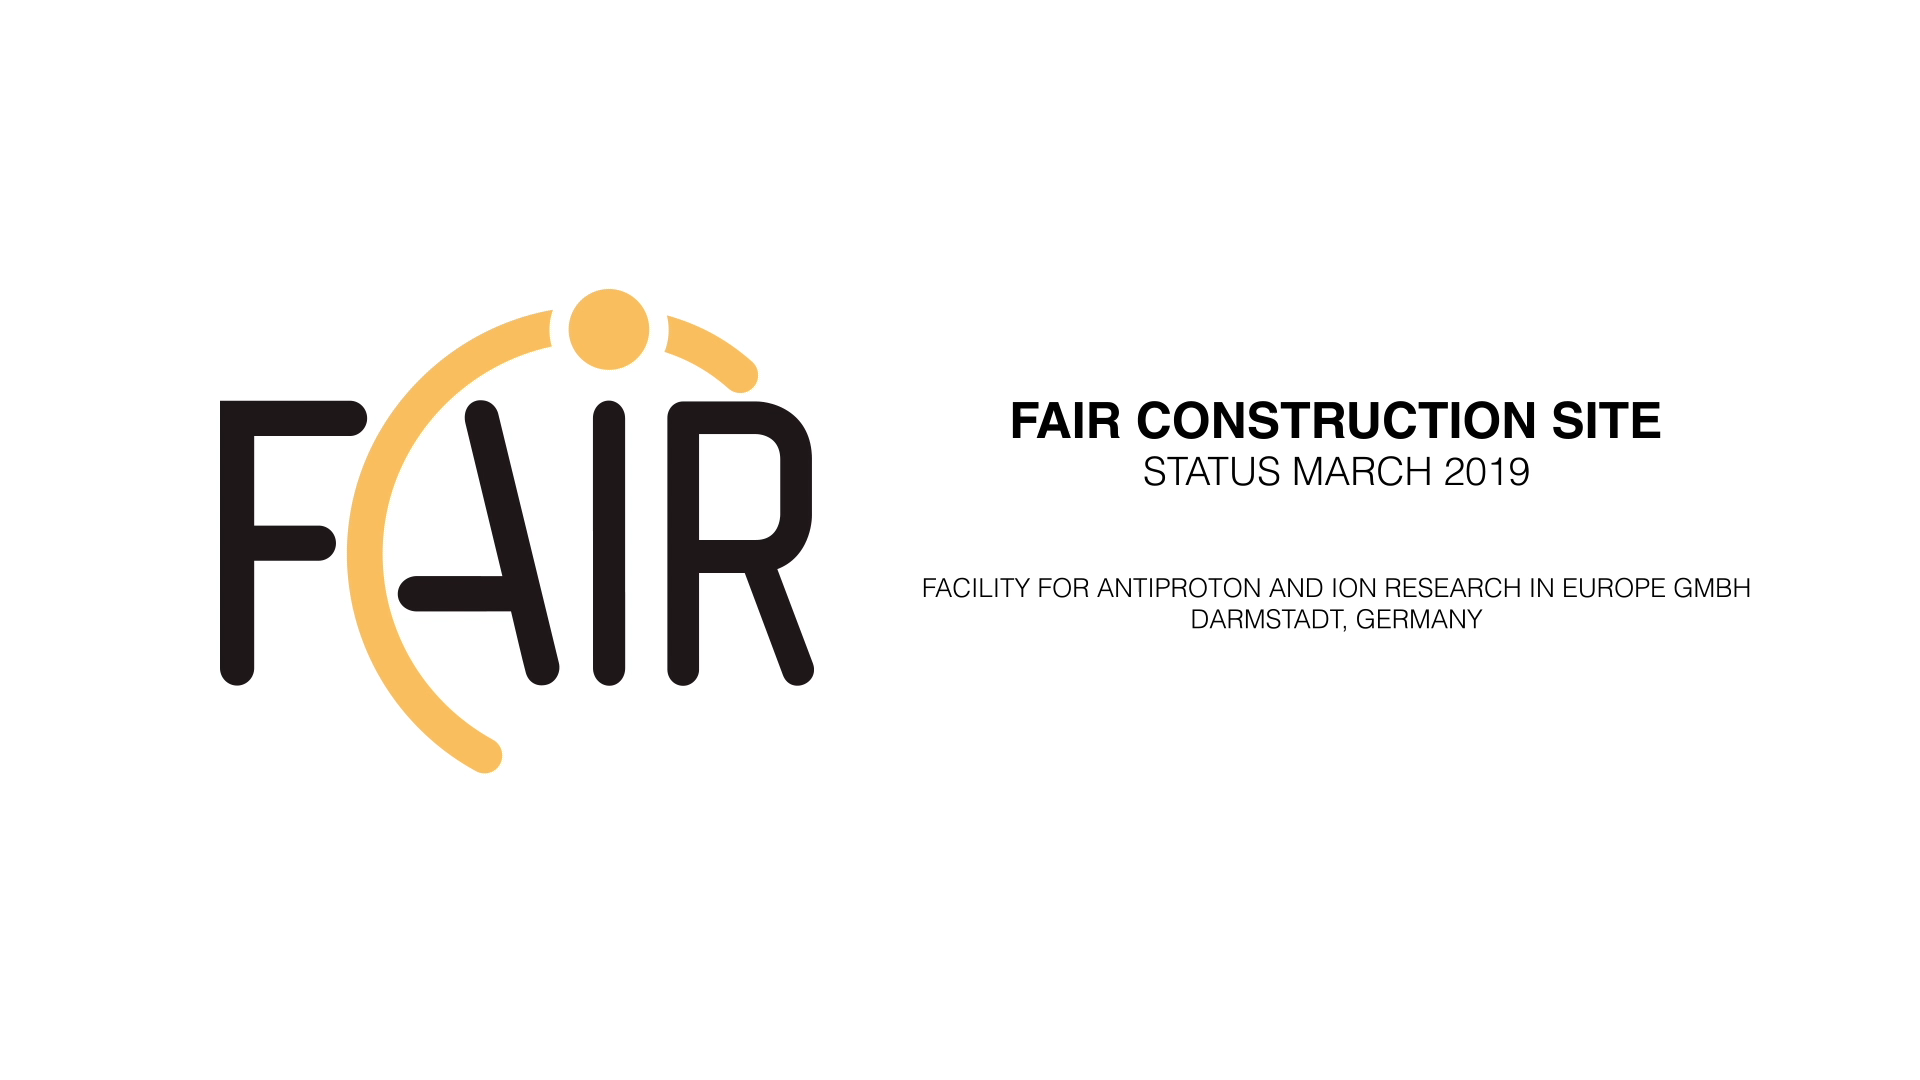 FAIR
FAIR CONSTRUCTION SITE
STATUS MARCH 2019
FACILITY FOR ANTIPROTON AND ION RESEARCH IN EUROPE GMBH
DARMSTADT, GERMANY